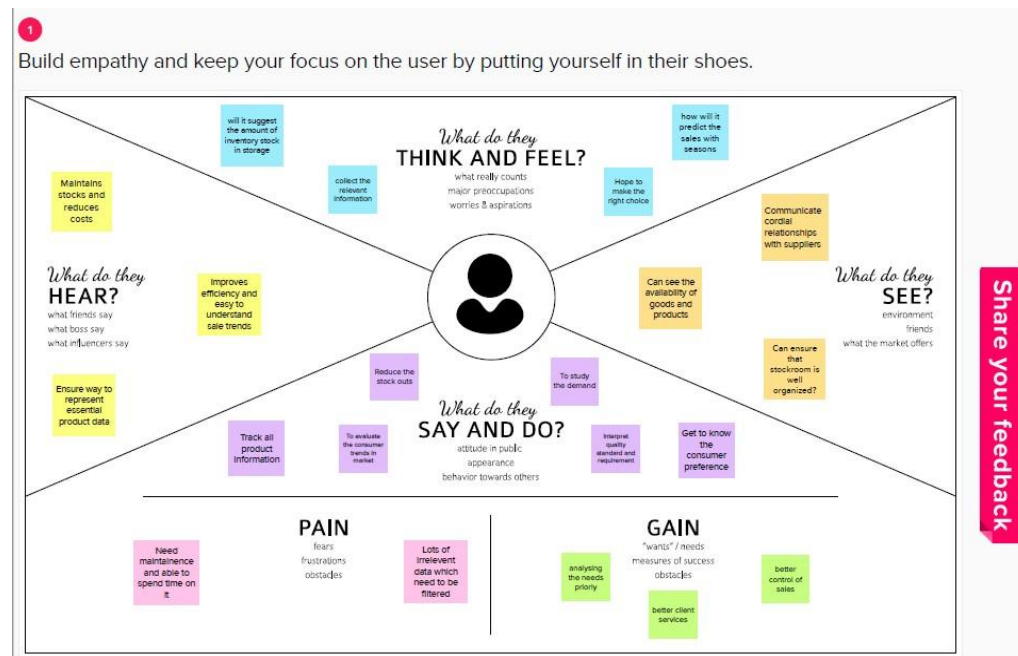 1
Build empathy and keep your focus on the user by putting yourself in their shoes.
What do they
THINK AND FEEL?
what really counts
major preoccupations
worries & aspirations
will it suggest
the amount of
inventory stock
in storage
collect the
relevant
information
how will it
predict the
sales with
seasons
Hope to
make the
right choice
What do they
HEAR?
what friends say
what boss say
what influencers say
Maintains
stocks and
reduces
costs
Improves
efficiency and
easy to
understand
sale trends
Ensure way to
represent
essential
product data
What do they
SEE?
environment
friends
what the market offers
Communicate
cordial
relationships
with suppliers
Can see the
availability of
goods and
products
Can ensure
that
stockroom is
well
organized?
What do they
SAY AND DO?
attitude in public
appearance
behavior towards others
Reduce the
stock outs
To study
the demand
Track all
product
information
To evaluate
the consumer
trends in
market
Interpret
quality
standard and
requirement
Get to know
the
consumer
preference
PAIN
fears
frustrations
obstacles
Need
maintainence
and able to
spend time on
it
Lots of
irrelevent
data which
need to be
filtered
GAIN
"wants" / needs
measures of success
obstacles
analysing
the needs
priorly
better client
services
better
control of
sales
Share your feedback